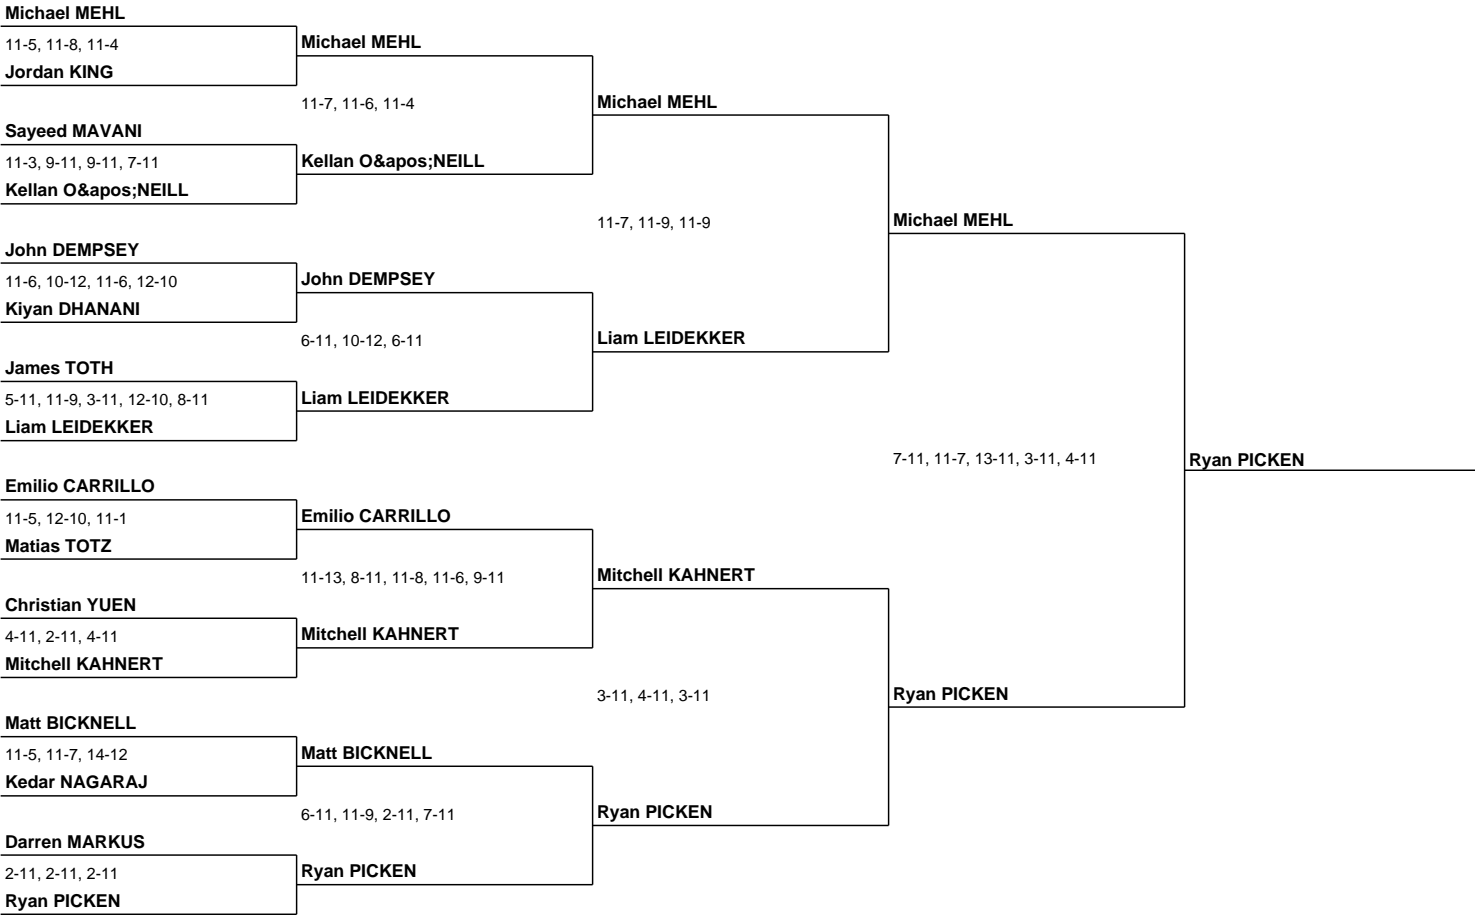 Michael MEHL
11-5, 11-8, 11-4
Jordan KING
Sayeed MAVANI
11-3, 9-11, 9-11, 7-11
Kellan O&apos;NEILL
John DEMPSEY
11-6, 10-12, 11-6, 12-10
Kiyan DHANANI
James TOTH
5-11, 11-9, 3-11, 12-10, 8-11
Liam LEIDEKKER
Emilio CARRILLO
11-5, 12-10, 11-1
Matias TOTZ
Christian YUEN
4-11, 2-11, 4-11
Mitchell KAHNERT
Matt BICKNELL
11-5, 11-7, 14-12
Kedar NAGARAJ
Darren MARKUS
2-11, 2-11, 2-11
Ryan PICKEN
Michael MEHL
11-7, 11-6, 11-4
Kellan O&apos;NEILL
John DEMPSEY
6-11, 10-12, 6-11
Liam LEIDEKKER
Emilio CARRILLO
11-13, 8-11, 11-8, 11-6, 9-11
Mitchell KAHNERT
Matt BICKNELL
6-11, 11-9, 2-11, 7-11
Ryan PICKEN
Michael MEHL
11-7, 11-9, 11-9
Liam LEIDEKKER
Mitchell KAHNERT
3-11, 4-11, 3-11
Ryan PICKEN
Michael MEHL
7-11, 11-7, 13-11, 3-11, 4-11
Ryan PICKEN
Ryan PICKEN